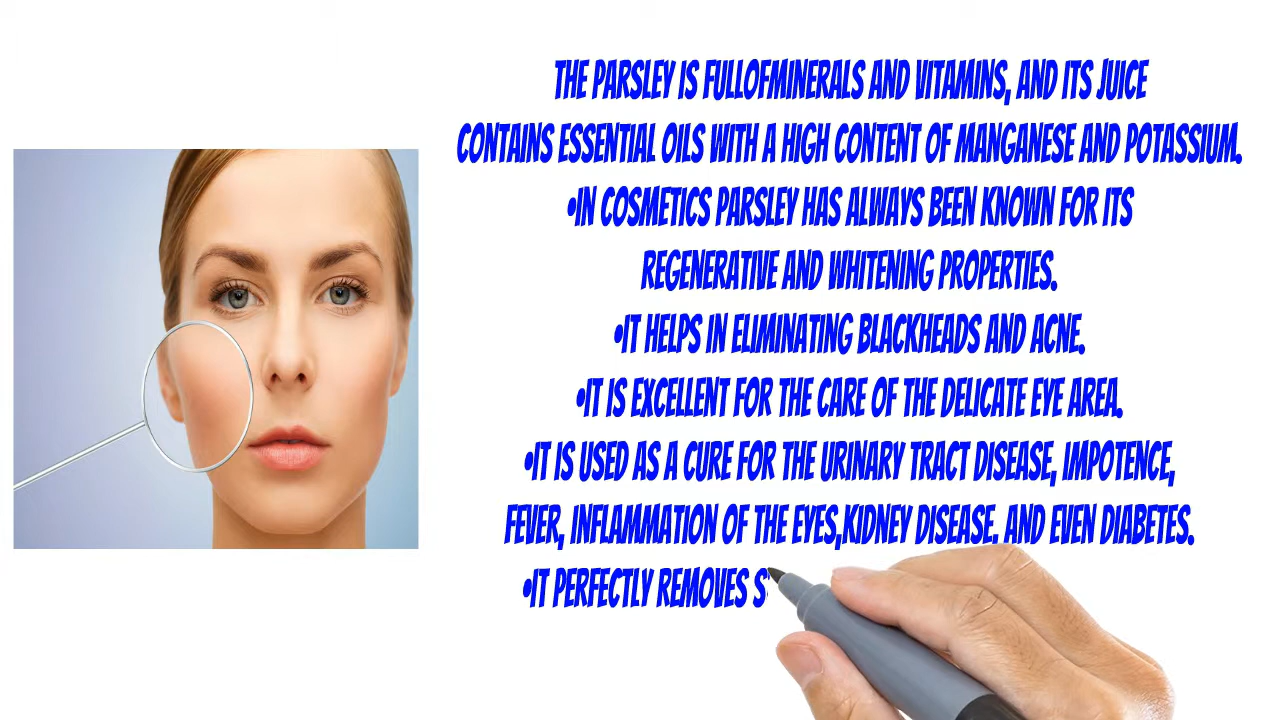 THE PARSLEY IS FULLOFMINERALS AND VITAMINS, AND ITS JUICE
CONTAINS ESSENTIAL OILS WITH A HIGH CONTENT OF MANGANESE AND POTASSIUM.
•IN COSMETICS PARSLEY HAS ALWAYS BEEN KNOWN FOR ITS
REGENERATIVE AND WHITENING PROPERTIES.
•IT HELPS IN ELIMINATING BLACKHEADS AND ACNE.
•IT IS EXCELLENT FOR THE CARE OF THE DELICATE EYE AREA.
•IT IS USED AS A CURE FOR THE URINARY TRACT DISEASE, IMPOTENCE,
FEVER, INFLAMMATION OF THE EYES,KIDNEY DISEASE, AND EVEN DIABETES.
•IT PERFECTLY REMOVES